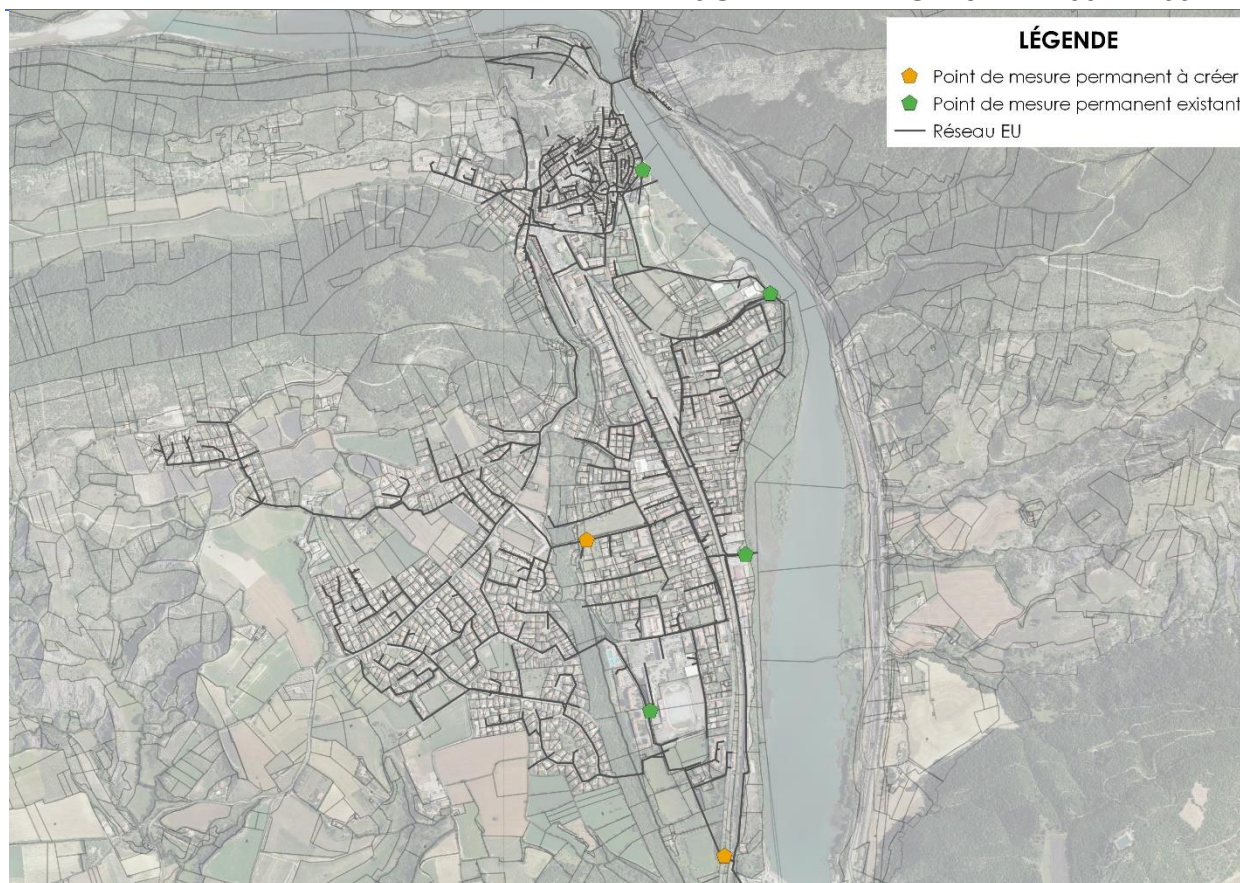 LÉGENDE
Point de mesure permanent à créer
Point de mesure permanent existant
Réseau EU